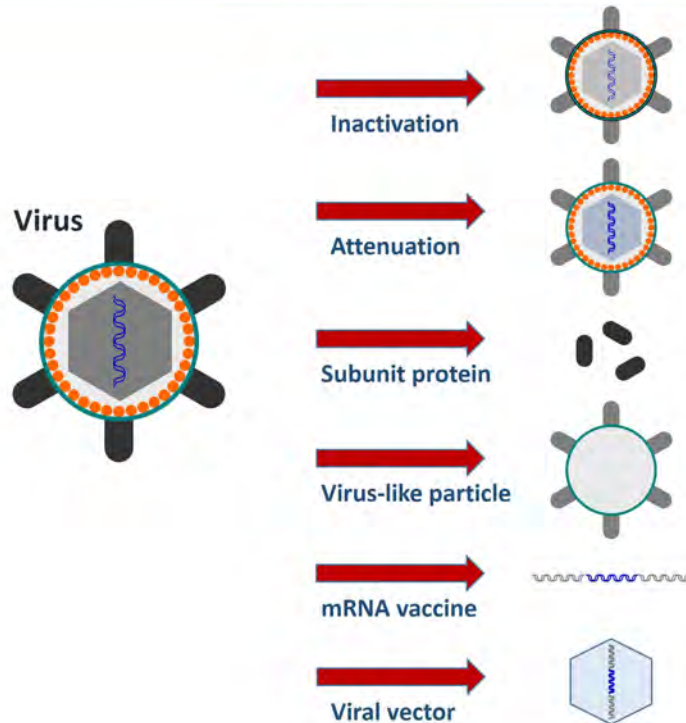 Virus
Inactivation
Attenuation
Subunit protein
Virus-like particle
mRNA vaccine
Viral vector